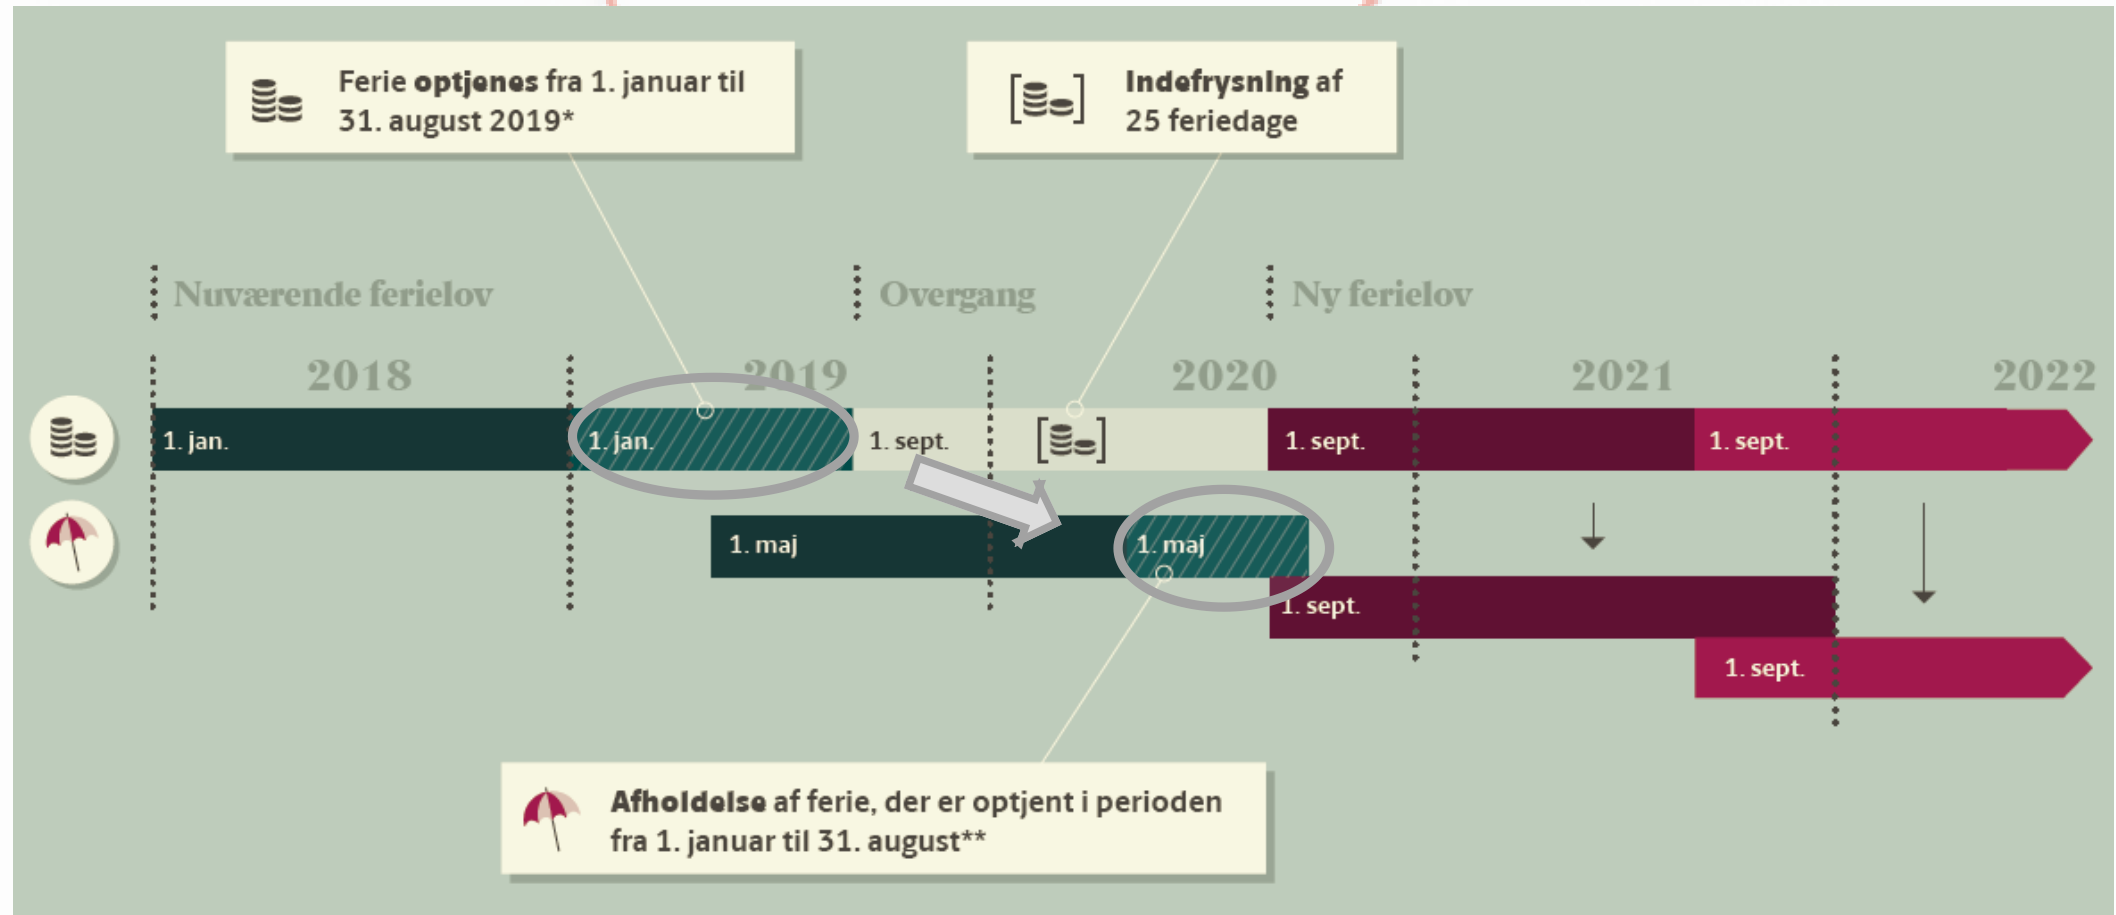 Ferie optjenes fra 1. januar til
31. august 2019*
Indefrysning af
25 feriedage
Nuværende ferielov
Overgang
Ny ferielov
2018
2019
2020
2021
2022
1. jan.
1. jan.
1. sept.
1. sept.
1. sept.
1. maj
1. maj
1. sept.
1. sept.
Afholdelse af ferie, der er optjent i perioden
fra 1. januar til 31. august**